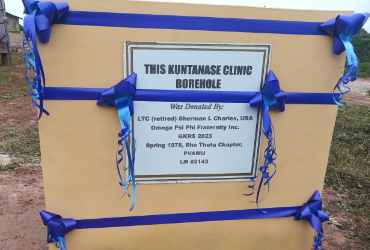 THIS KUNTANASE CLINIC
BOREHOLE
Was Donated By:
LTC (retired) Sherman L Charles, USA
Omega Psi Phi Fraternity Inc.
GKRS 2023
Spring 1978, Rho Theta Chapter,
PVAMU
LM #2143